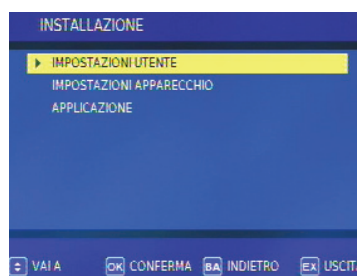 INSTALLAZIONE
IMPOSTAZIONI UTENTE
IMPOSTAZIONI APPARECCHIO
APPLICAZIONE
VAI A OK CONFERMA BA INDIETRO EX USCIT